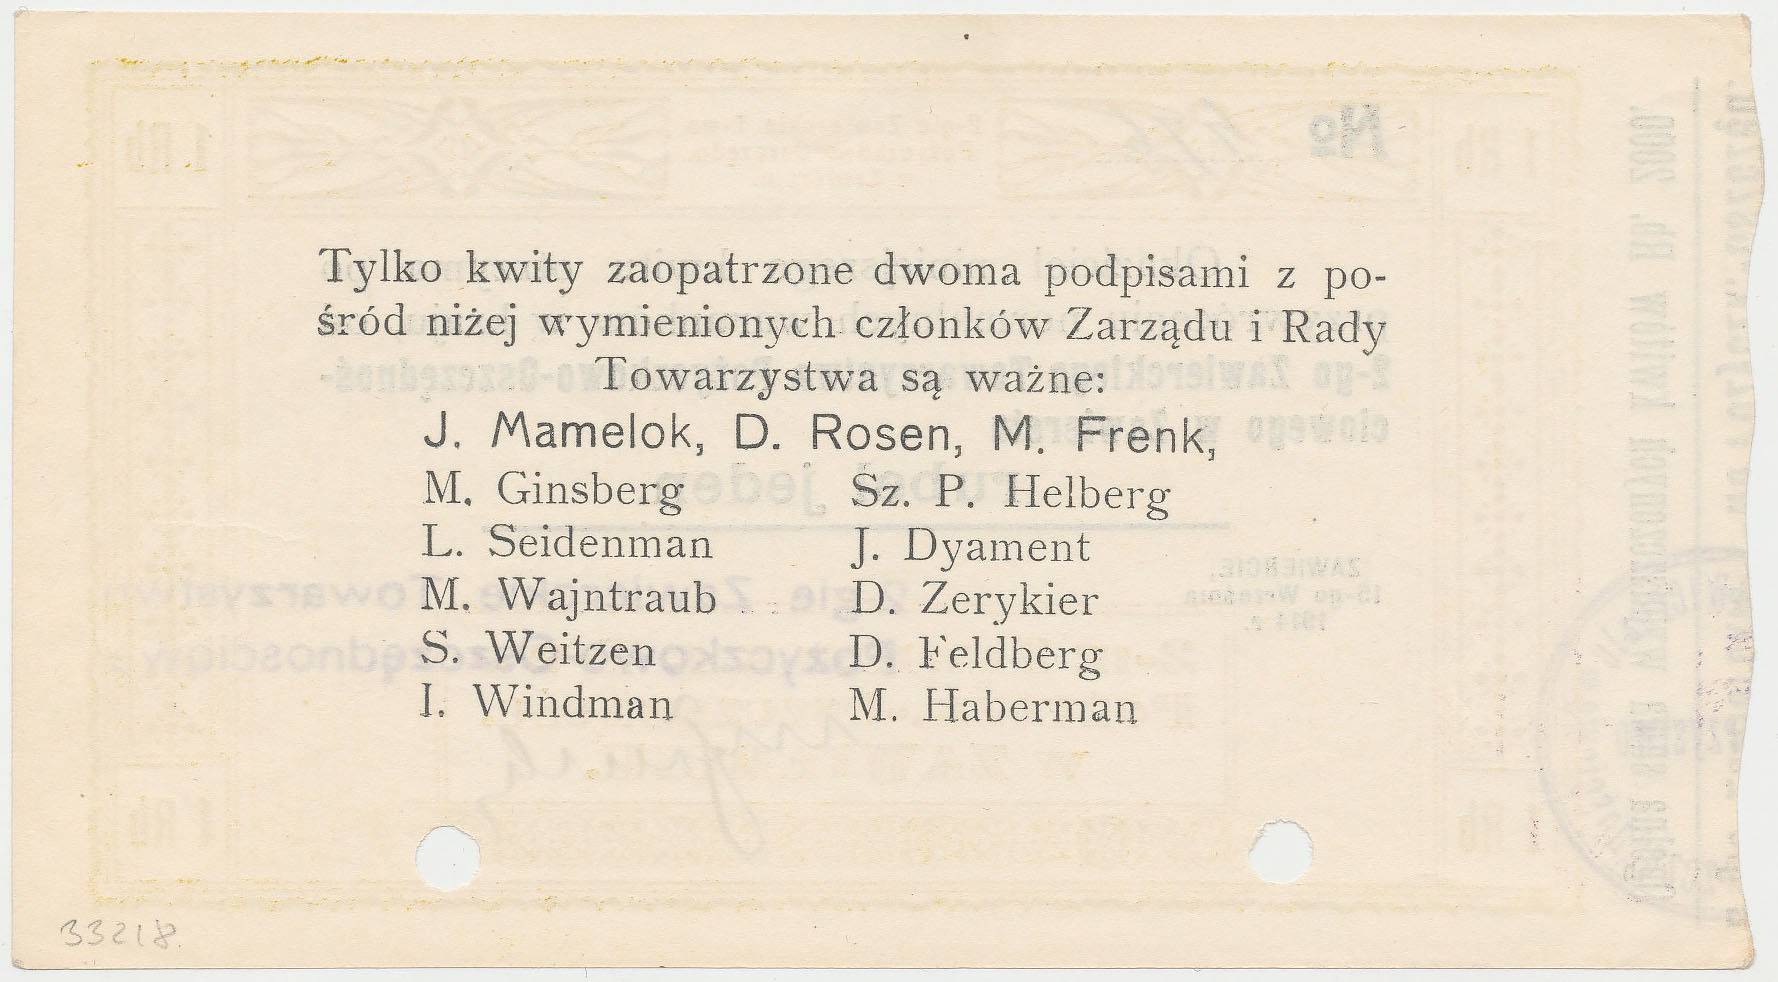 Tylko kwity zaopatrzone dwoma podpisami z po-
śród niżej wymienionych członków Zarządu i Rady
Towarzystwa są ważne:
J. Mamelok, D. Rosen, M. Frenk,
M. Ginsberg Sz. P. Helberg
L. Seidenman J. Dyament
M. Wajntraub D. Zerykier
S. Weitzen D. Feldberg
I. Windman M. Haberman
33218.